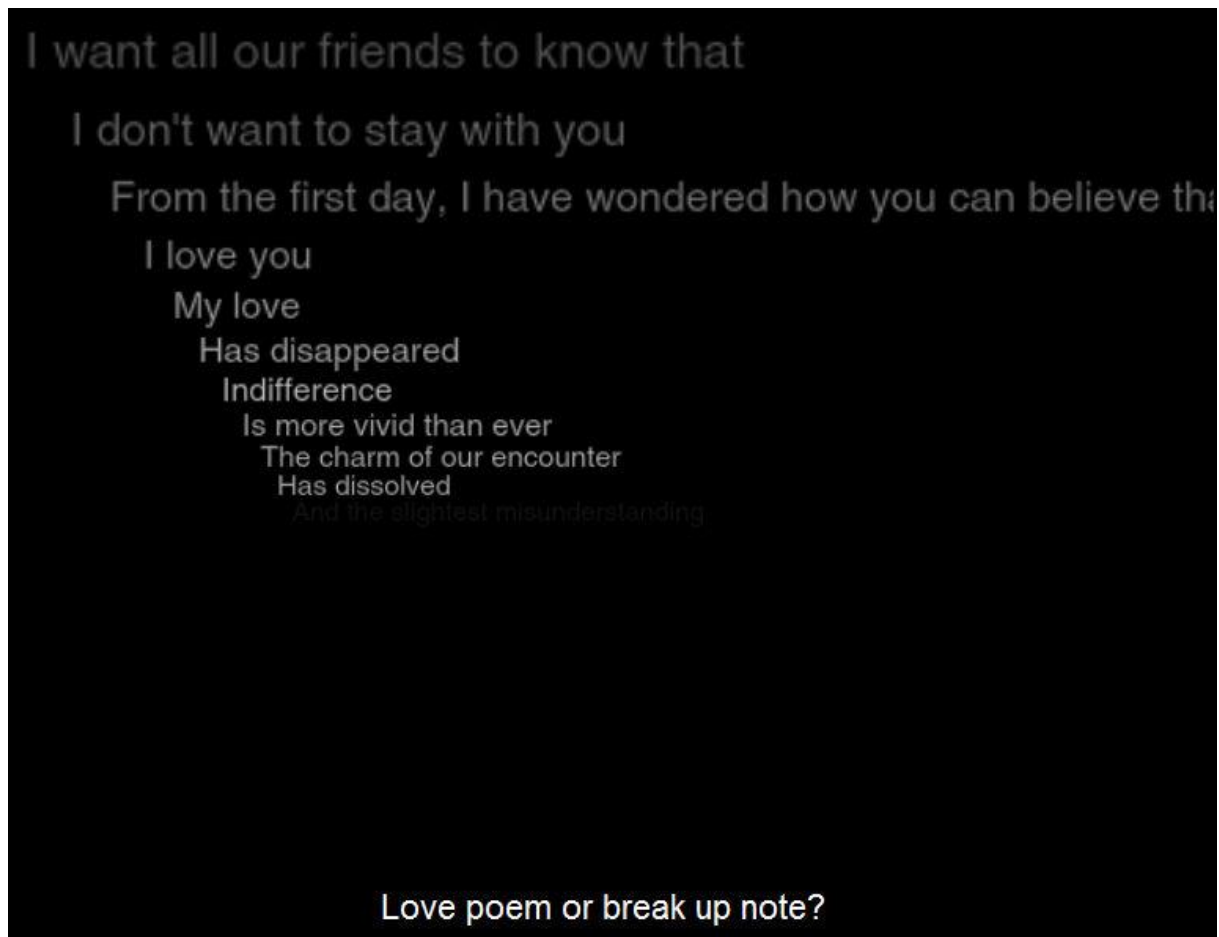 I want all our friends to know that
I don't want to stay with you
From the first day, I have wondered how you can believe
I love you
My love
Has disappeared
Indifference
Is more vivid than ever
The charm of our encounter
Has dissolved
And the slightest misunderstanding
Love poem or break up note?